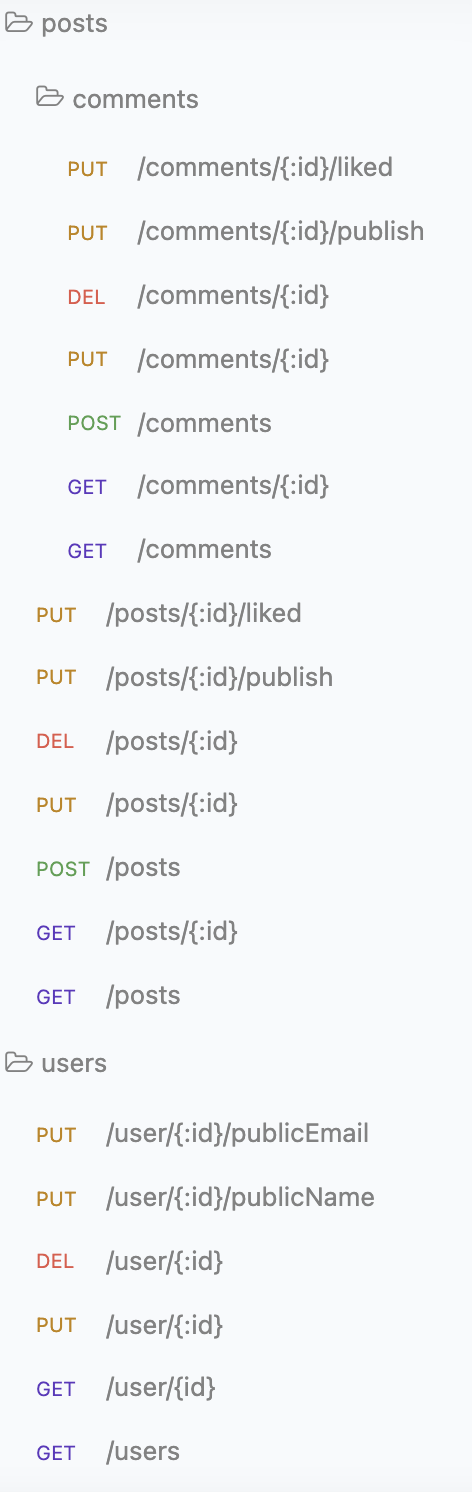 posts
comments
PUT /comments/{:id}/liked
PUT /comments/{:id}/publish
DEL /comments/{:id}
PUT /comments/{:id}
POST /comments
GET /comments/{:id}
GET /comments
PUT /posts/{:id}/liked
PUT /posts/{:id}/publish
DEL /posts/{:id}
PUT /posts/{:id}
POST /posts
GET /posts/{:id}
GET /posts
users
PUT /user/{:id}/publicEmail
PUT /user/{:id}/publicName
DEL /user/{:id}
PUT /user/{:id}
GET /user/{id}
GET /users